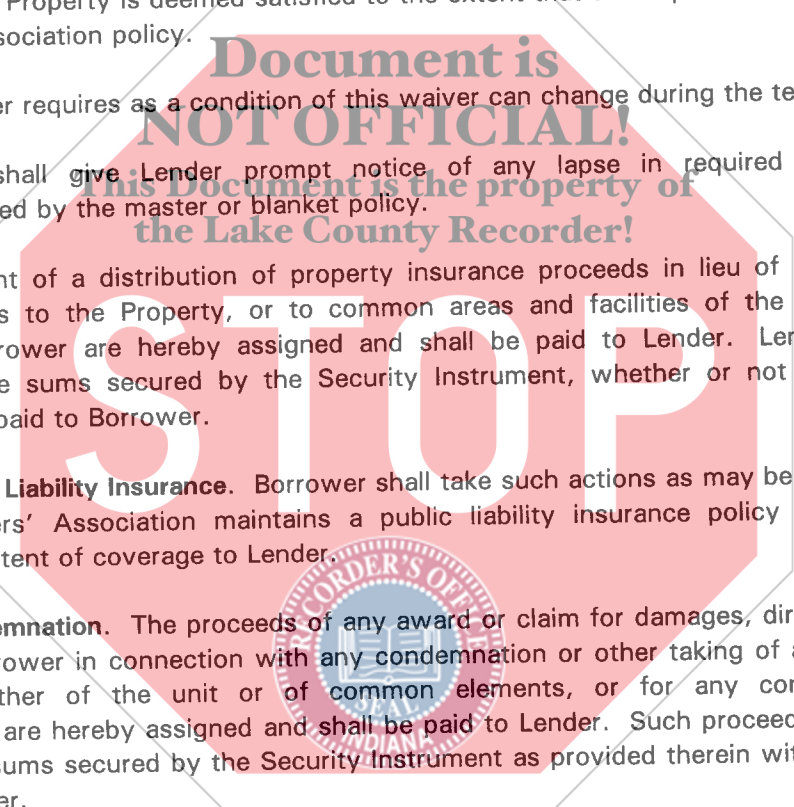 Property is deemed satisfied to the extent that
sociation policy.
Document is
er requires as a condition of this waiver can change during the te
NOT OFFICIAL!
shall give Lender prompt notice of any lapse in required
This Document is the property of
ed by the master or blanket policy.
the Lake County Recorder!
nt of a distribution of property insurance proceeds in lieu of
s to the Property, or to common areas and facilities of the
rower are hereby assigned and shall be paid to Lender. Len
e sums secured by the Security Instrument, whether or not
paid to Borrower.
STOP
Liability Insurance. Borrower shall take such actions as may be
ers' Association maintains a public liability insurance policy
tent of coverage to Lender.
RECORDER'S OFFICE
emnation. The proceeds of any award or claim for damages, dir
rower in connection with any condemnation or other taking of a
ther of the unit or of common elements, or for any con
are hereby assigned and shall be paid to Lender. Such proceed
SEAL
INDIANA
sums secured by the Security Instrument as provided therein wit
er.